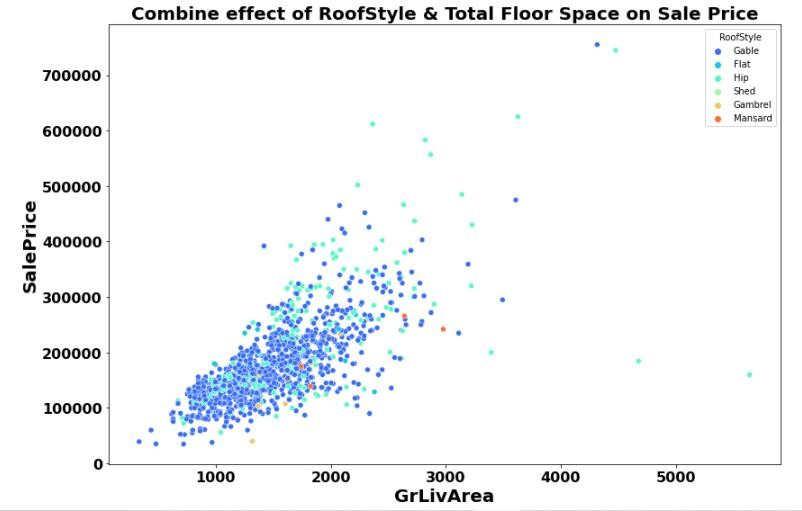 Combine effect of RoofStyle & Total Floor Space on Sale Price
RoofStyle
Gable
Flat
Hip
Shed
Gambrel
Mansard
SalePrice
700000
600000
500000
400000
300000
200000
100000
0
1000 2000 3000 4000 5000
GrLivArea